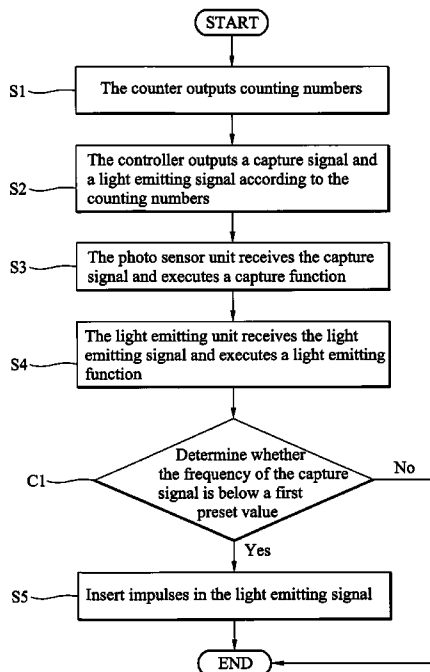 START
S1
The counter outputs counting numbers
S2
The controller outputs a capture signal and
a light emitting signal according to the
counting numbers
S3
The photo sensor unit receives the capture
signal and executes a capture function
S4
The light emitting unit receives the light
emitting signal and executes a light emitting
function
C1
Determine whether
the frequency of the capture
signal is below a first
preset value
No
Yes
S5
Insert impulses in the light emitting signal
END